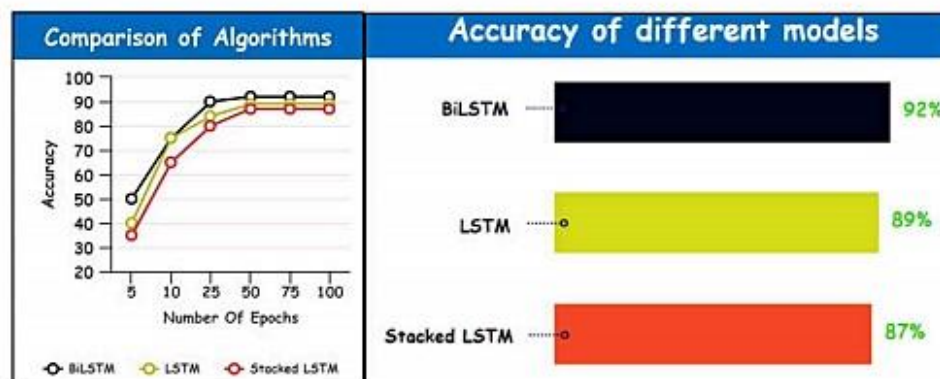 Comparison of Algorithms
100
90
80
70
60
50
40
30
20
Accuracy
5 10 25 50 75 100
Number Of Epochs
BiLSTM LSTM Stacked LSTM
Accuracy of different models
BiLSTM 92%
LSTM 89%
Stacked LSTM 87%